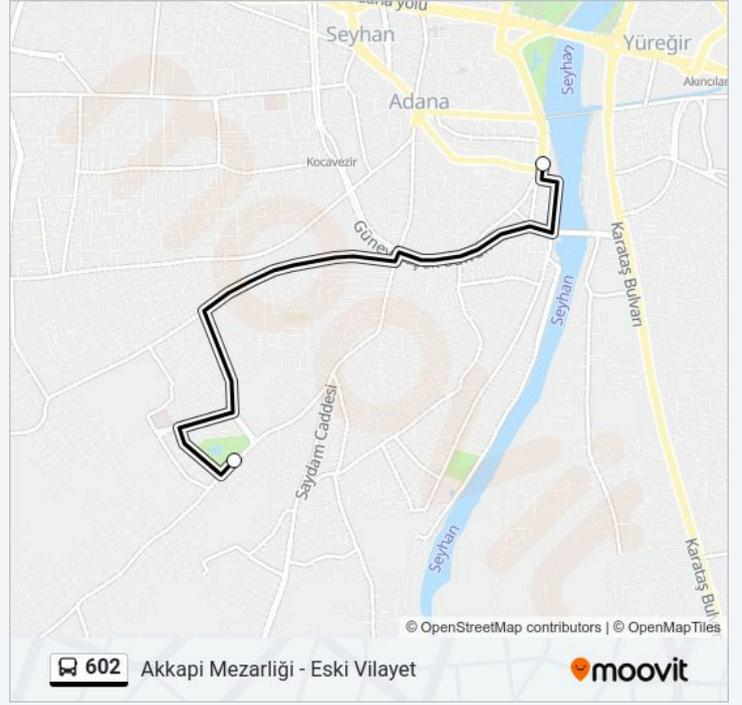 Seyhan
Yüreğir
Seyhan
Akıncılar
Adana
Kocavezir
Karataş Bulvarı
Seyhan
Saydam Caddesi
Seyhan
Karataş Bul
© OpenStreetMap contributors | © OpenMapTiles
602 Akkapi Mezarliği - Eski Vilayet
moovit